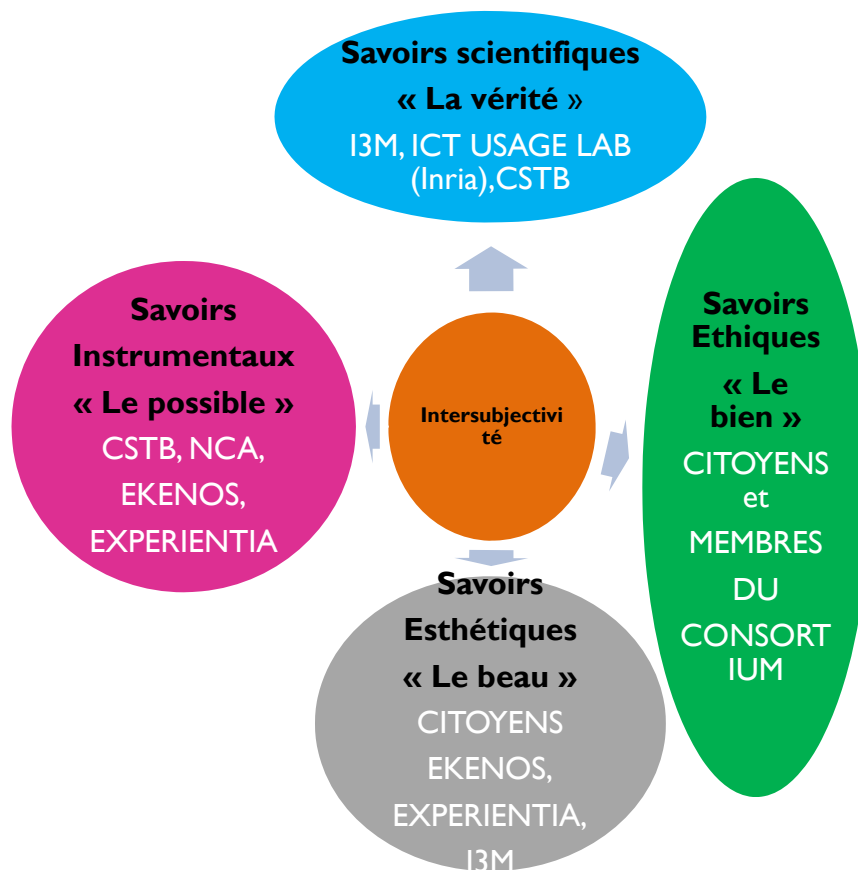 Savoirs scientifiques
« La vérité »
I3M, ICT USAGE LAB
(Inria),CSTB
Savoirs
Instrumentaux
« Le possible »
CSTB, NCA,
EKENOS,
EXPERIENTIA
Intersubjectivi
té
Savoirs
Ethiques
« Le
bien »
CITOYENS
et
MEMBRES
DU
CONSORT
IUM
Savoirs
Esthétiques
« Le beau »
CITOYENS
EKENOS,
EXPERIENTIA,
I3M